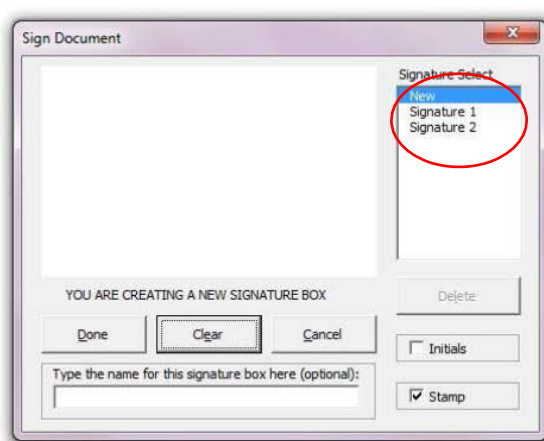 Sign Document
Signature Select
New
Signature 1
Signature 2
YOU ARE CREATING A NEW SIGNATURE BOX
Delete
Done
Clear
Cancel
Initials
Type the name for this signature box here (optional):
Stamp